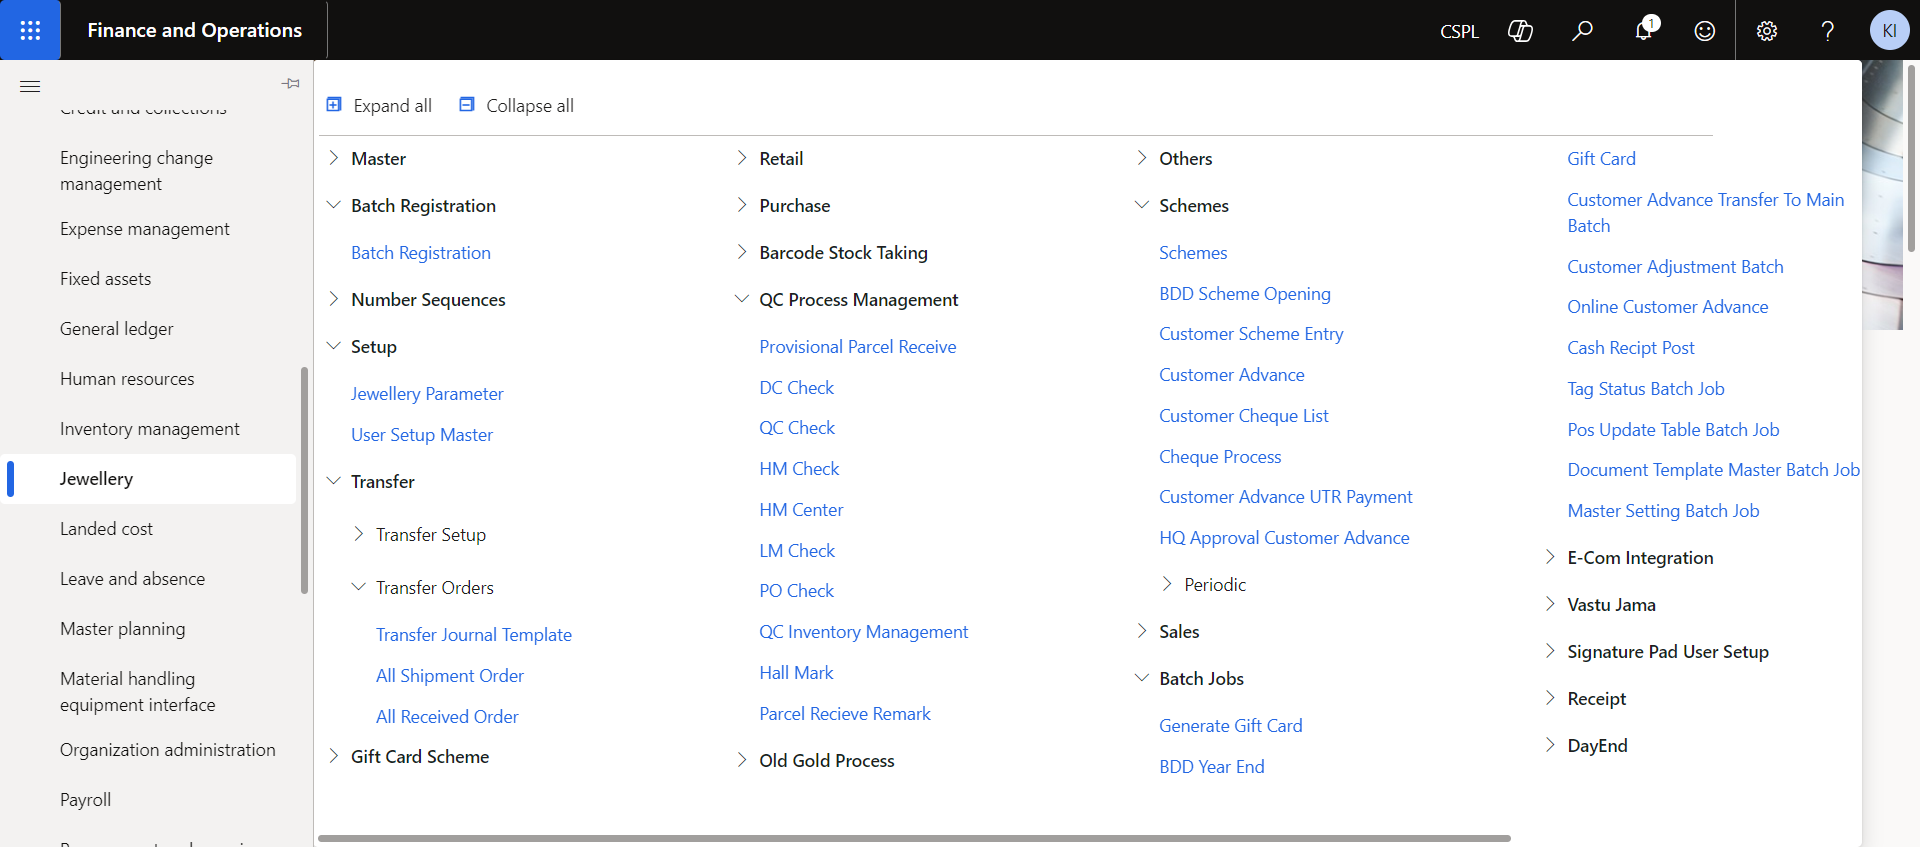 Finance and Operations
CSPL
1
KI
Credit and collections
Engineering change
management
Expense management
Fixed assets
General ledger
Human resources
Inventory management
Jewellery
Landed cost
Leave and absence
Master planning
Material handling
equipment interface
Organization administration
Payroll
Expand all
Collapse all
Master
Batch Registration
Batch Registration
Number Sequences
Setup
Jewellery Parameter
User Setup Master
Transfer
Transfer Setup
Transfer Orders
Transfer Journal Template
All Shipment Order
All Received Order
Gift Card Scheme
Retail
Purchase
Barcode Stock Taking
QC Process Management
Provisional Parcel Receive
DC Check
QC Check
HM Check
HM Center
LM Check
PO Check
QC Inventory Management
Hall Mark
Parcel Recieve Remark
Old Gold Process
Others
Schemes
Schemes
BDD Scheme Opening
Customer Scheme Entry
Customer Advance
Customer Cheque List
Cheque Process
Customer Advance UTR Payment
HQ Approval Customer Advance
Periodic
Sales
Batch Jobs
Generate Gift Card
BDD Year End
Gift Card
Customer Advance Transfer To Main
Batch
Customer Adjustment Batch
Online Customer Advance
Cash Recipt Post
Tag Status Batch Job
Pos Update Table Batch Job
Document Template Master Batch Job
Master Setting Batch Job
E-Com Integration
Vastu Jama
Signature Pad User Setup
Receipt
DayEnd